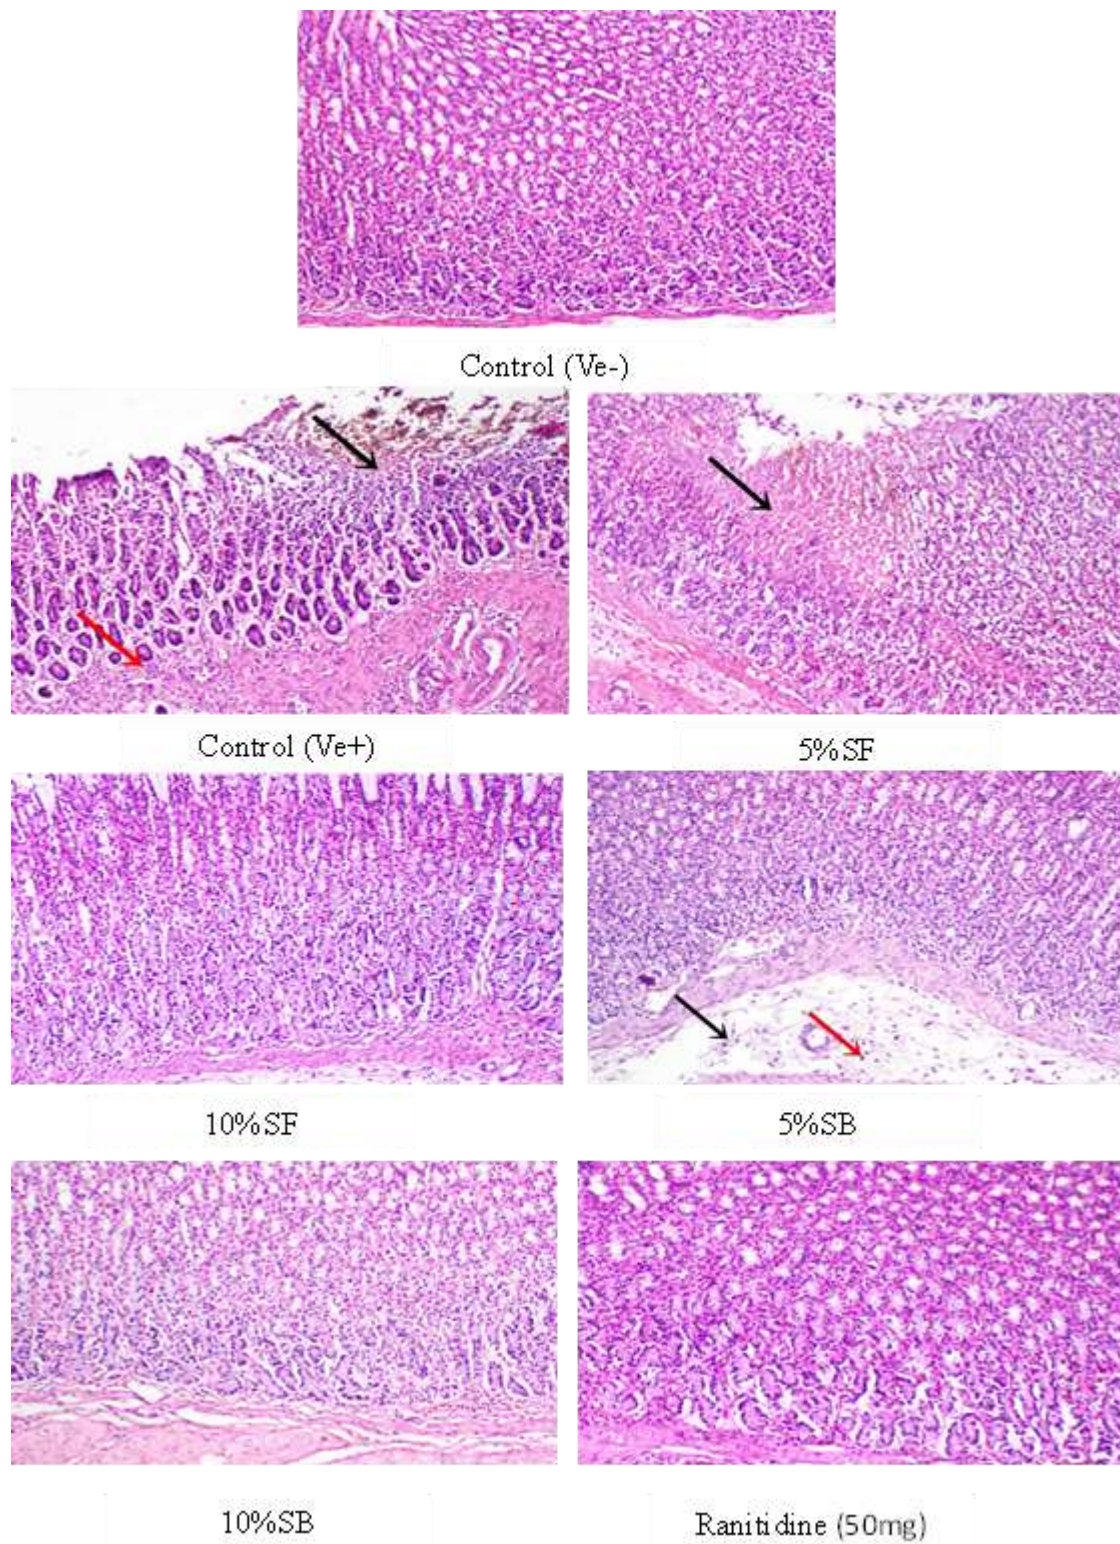 Control (Ve-)
Control (Ve+)
5%SF
10%SF
5%SB
10%SB
Ranitidine (50mg)